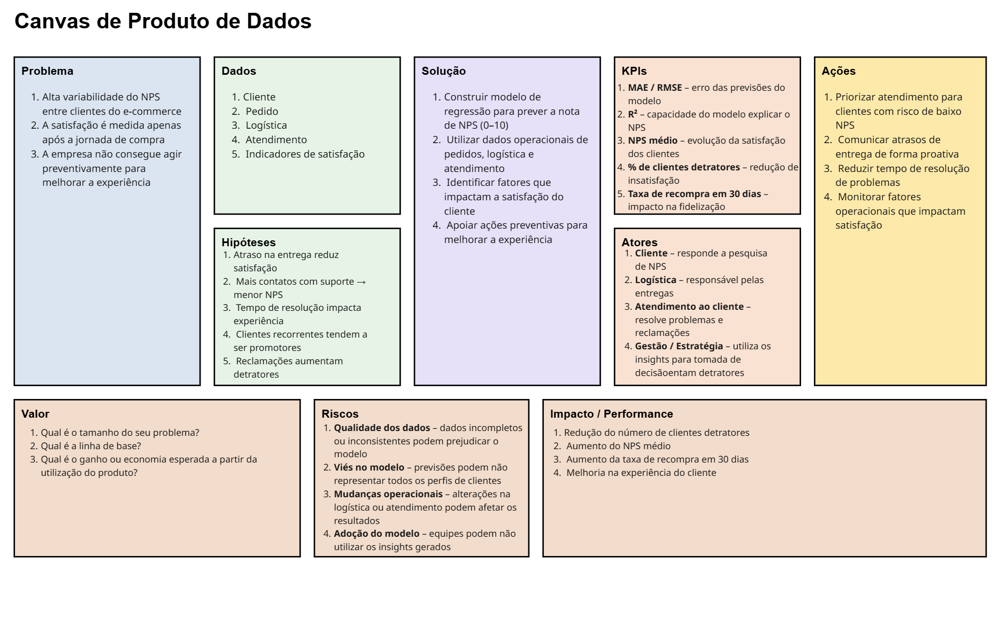 Canvas de Produto de Dados
Problema
1. Alta variabilidade do NPS
entre clientes do e-commerce
2. A satisfação é medida apenas
após a jornada de compra
3. A empresa não consegue agir
preventivamente para
melhorar a experiência
Dados
1. Cliente
2. Pedido
3. Logística
4. Atendimento
5. Indicadores de satisfação
Hipóteses
1. Atraso na entrega reduz
satisfação
2. Mais contatos com suporte →
menor NPS
3. Tempo de resolução impacta
experiência
4. Clientes recorrentes tendem a
ser promotores
5. Reclamações aumentam
detratores
Solução
1. Construir modelo de
regressão para prever a nota
de NPS (0–10)
2. Utilizar dados operacionais de
pedidos, logística e
atendimento
3. Identificar fatores que
impactam a satisfação do
cliente
4. Apoiar ações preventivas para
melhorar a experiência
KPIs
1. MAE / RMSE – erro das previsões do
modelo
2. R² – capacidade do modelo explicar o
NPS
3. NPS médio – evolução da satisfação
dos clientes
4. % de clientes detratores – redução de
insatisfação
5. Taxa de recompra em 30 dias –
impacto na fidelização
Atores
1. Cliente – responde a pesquisa
de NPS
2. Logística – responsável pelas
entregas
3. Atendimento ao cliente –
resolve problemas e
reclamações
4. Gestão / Estratégia – utiliza os
insights para tomada de
decisãoentam detratores
Ações
1. Priorizar atendimento para
clientes com risco de baixo
NPS
2. Comunicar atrasos de
entrega de forma proativa
3. Reduzir tempo de resolução
de problemas
4. Monitorar fatores
operacionais que impactam
satisfação
Valor
1. Qual é o tamanho do seu problema?
2. Qual é a linha de base?
3. Qual é o ganho ou economia esperada a partir da
utilização do produto?
Riscos
1. Qualidade dos dados – dados incompletos
ou inconsistentes podem prejudicar o
modelo
2. Viés no modelo – previsões podem não
representar todos os perfis de clientes
3. Mudanças operacionais – alterações na
logística ou atendimento podem afetar os
resultados
4. Adoção do modelo – equipes podem não
utilizar os insights gerados
Impacto / Performance
1. Redução do número de clientes detratores
2. Aumento do NPS médio
3. Aumento da taxa de recompra em 30 dias
4. Melhoria na experiência do cliente